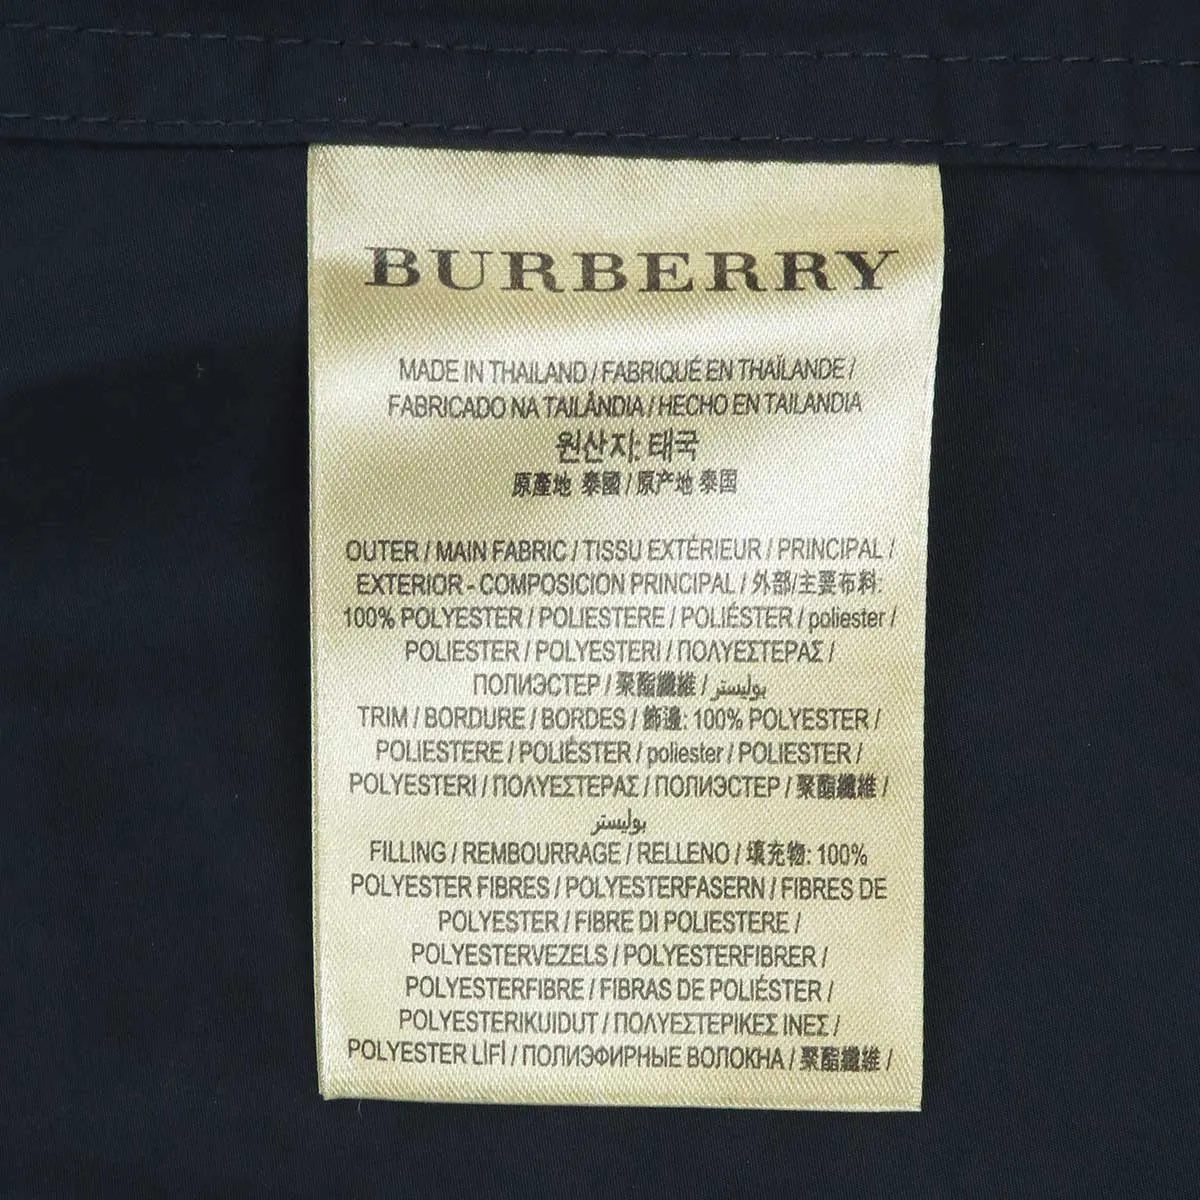 BURBERRY
MADE IN THAILAND / FABRIQUÉ EN THAÏLANDE /
FABRICADO NA TAILÂNDIA / HECHO EN TAILANDIA
원산지: 태국
原產地 泰國 / 原产地 泰国
OUTER / MAIN FABRIC / TISSU EXTÉRIEUR / PRINCIPAL /
EXTERIOR - COMPOSICION PRINCIPAL / 外部/主要布料:
100% POLYESTER / POLIESTERE / POLIÉSTER / poliester /
POLIESTER / POLYESTERI / ΠΟΛΥΕΣΤΕΡΑΣ /
ПОЛИЭСТЕР / 聚酯纖維 / بوليستر
TRIM / BORDURE / BORDES / 飾邊: 100% POLYESTER /
POLIESTERE / POLIÉSTER / poliester / POLIESTER /
POLYESTERI / ΠΟΛΥΕΣΤΕΡΑΣ / ПОЛИЭСТЕР / 聚酯纖維 /
بوليستر
FILLING / REMBOURRAGE / RELLENO / 填充物: 100%
POLYESTER FIBRES / POLYESTERFASERN / FIBRES DE
POLYESTER / FIBRE DI POLIESTERE /
POLYESTERVEZELS / POLYESTERFIBRER /
POLYESTERFIBRE / FIBRAS DE POLIÉSTER /
POLYESTERIKUIDUT / ΠΟΛΥΕΣΤΕΡΙΚΕΣ ΙΝΕΣ /
POLYESTER LİFİ / ПОЛИЭФИРНЫЕ ВОЛОКНА / 聚酯纖維 /